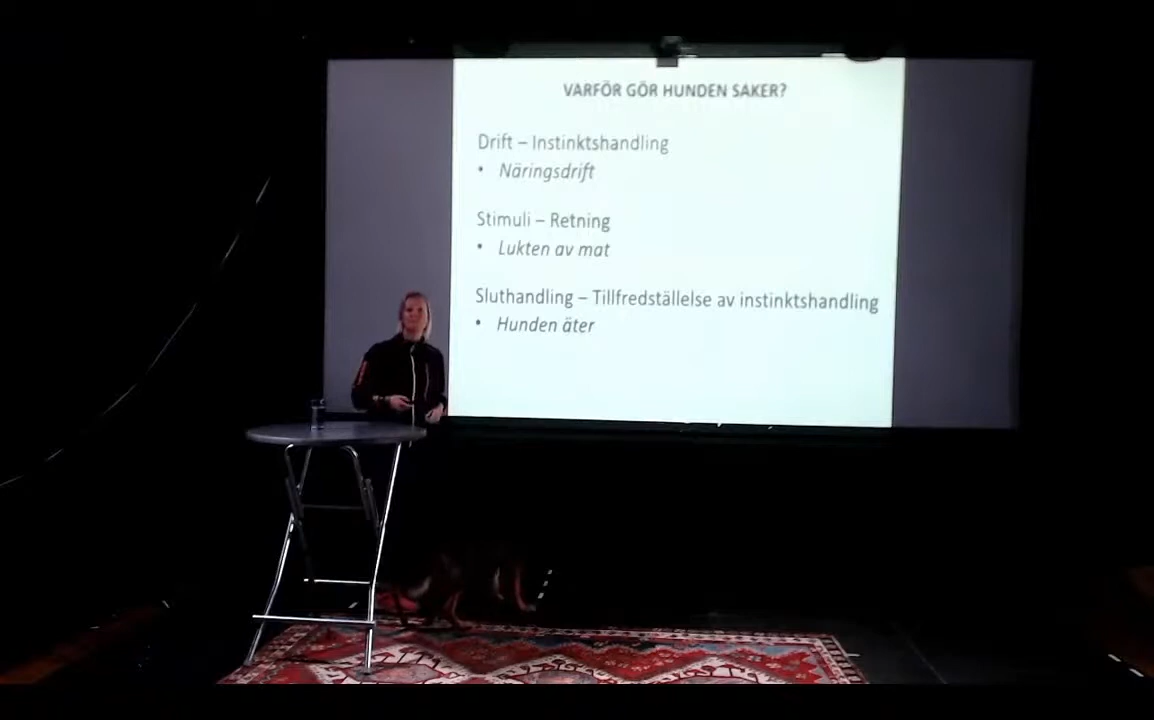 VARFÖR GÖR HUNDEN SAKER?
Drift – Instinktshandling
• Näringsdrift
Stimuli – Retning
• Lukten av mat
Sluthandling – Tillfredställelse av instinktshandling
• Hunden äter